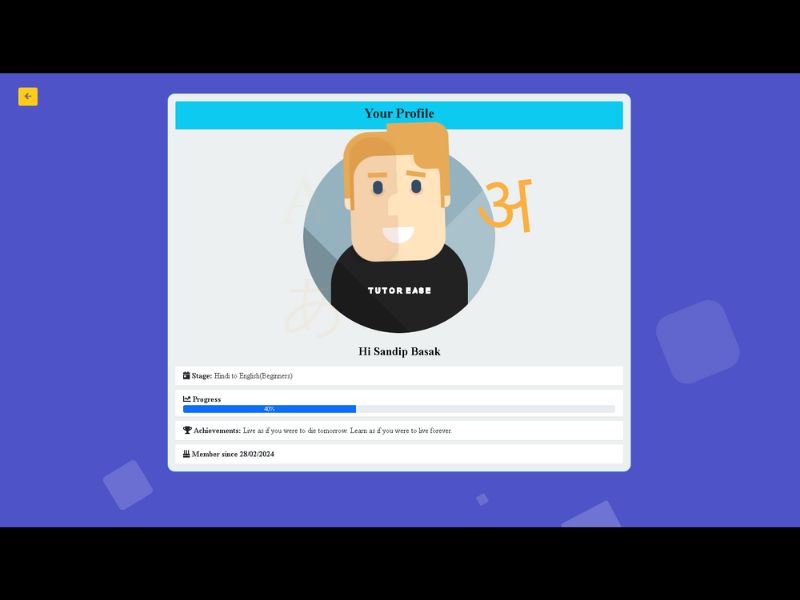 Your Profile
A
अ
TUTOR EASE
あ
Hi Sandip Basak
Stage: Hindi to English(Beginners)
Progress
40%
Achievements: Live as if you were to die tomorrow. Learn as if you were to live forever.
Member since 28/02/2024